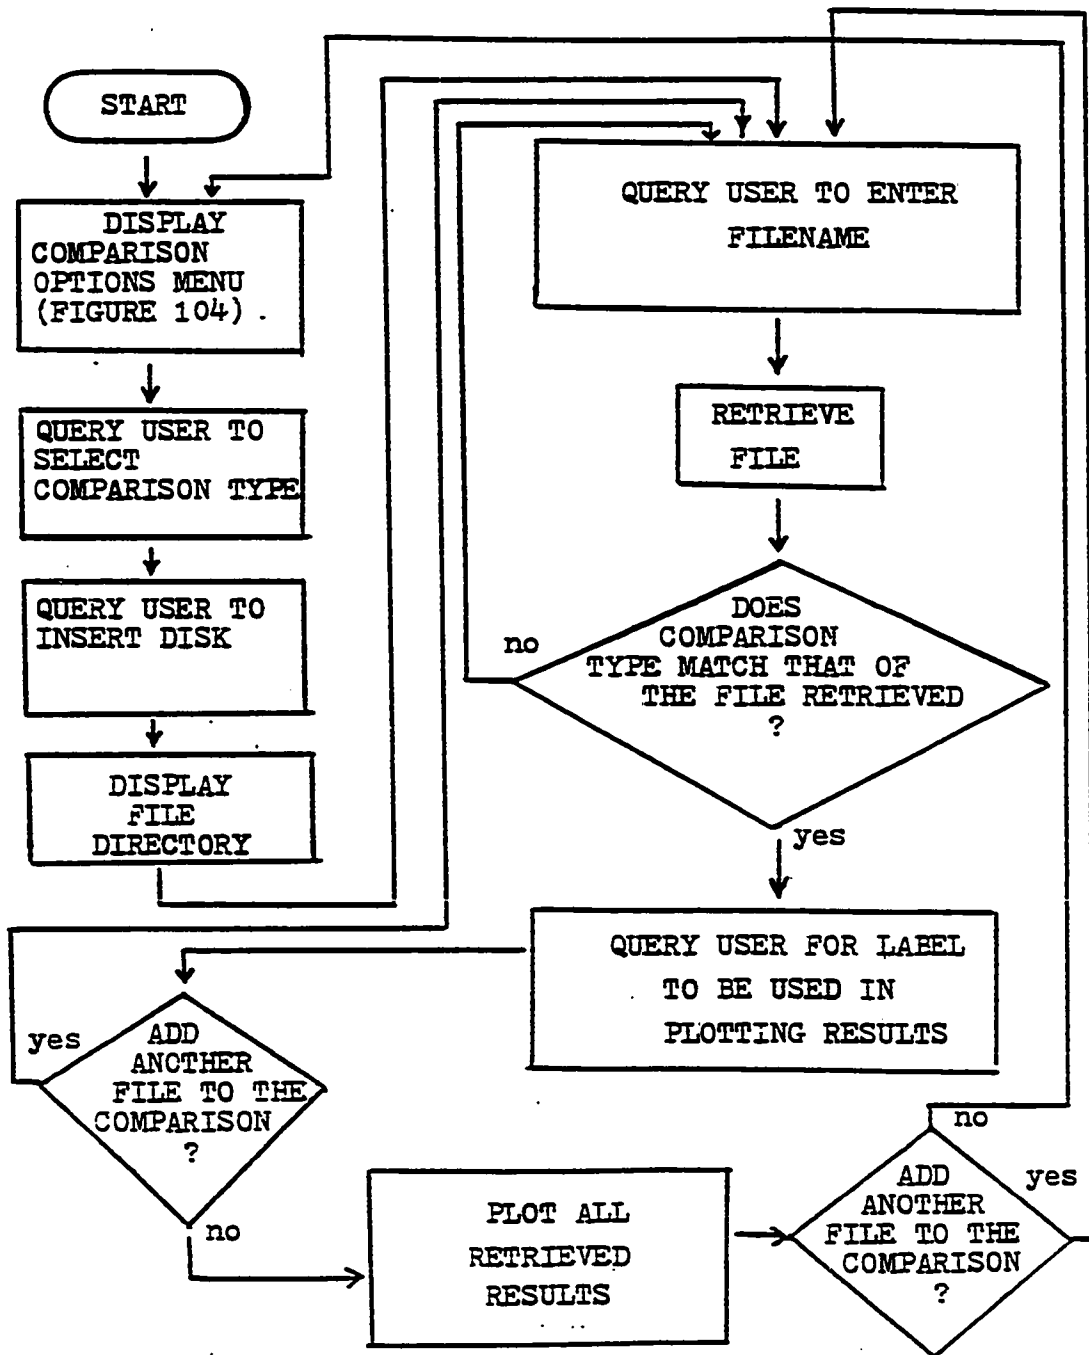 START
DISPLAY
COMPARISON
OPTIONS MENU
(FIGURE 104).
QUERY USER TO
SELECT
COMPARISON TYPE
QUERY USER TO
INSERT DISK
DISPLAY
FILE
DIRECTORY
QUERY USER TO ENTER
FILENAME
RETRIEVE
FILE
DOES
COMPARISON
TYPE MATCH THAT OF
THE FILE RETRIEVED
?
no
yes
QUERY USER FOR LABEL
TO BE USED IN
PLOTTING RESULTS
yes
ADD
ANOTHER
FILE TO THE
COMPARISON
?
no
PLOT ALL
RETRIEVED
RESULTS
no
yes
ADD
ANOTHER
FILE TO THE
COMPARISON
?